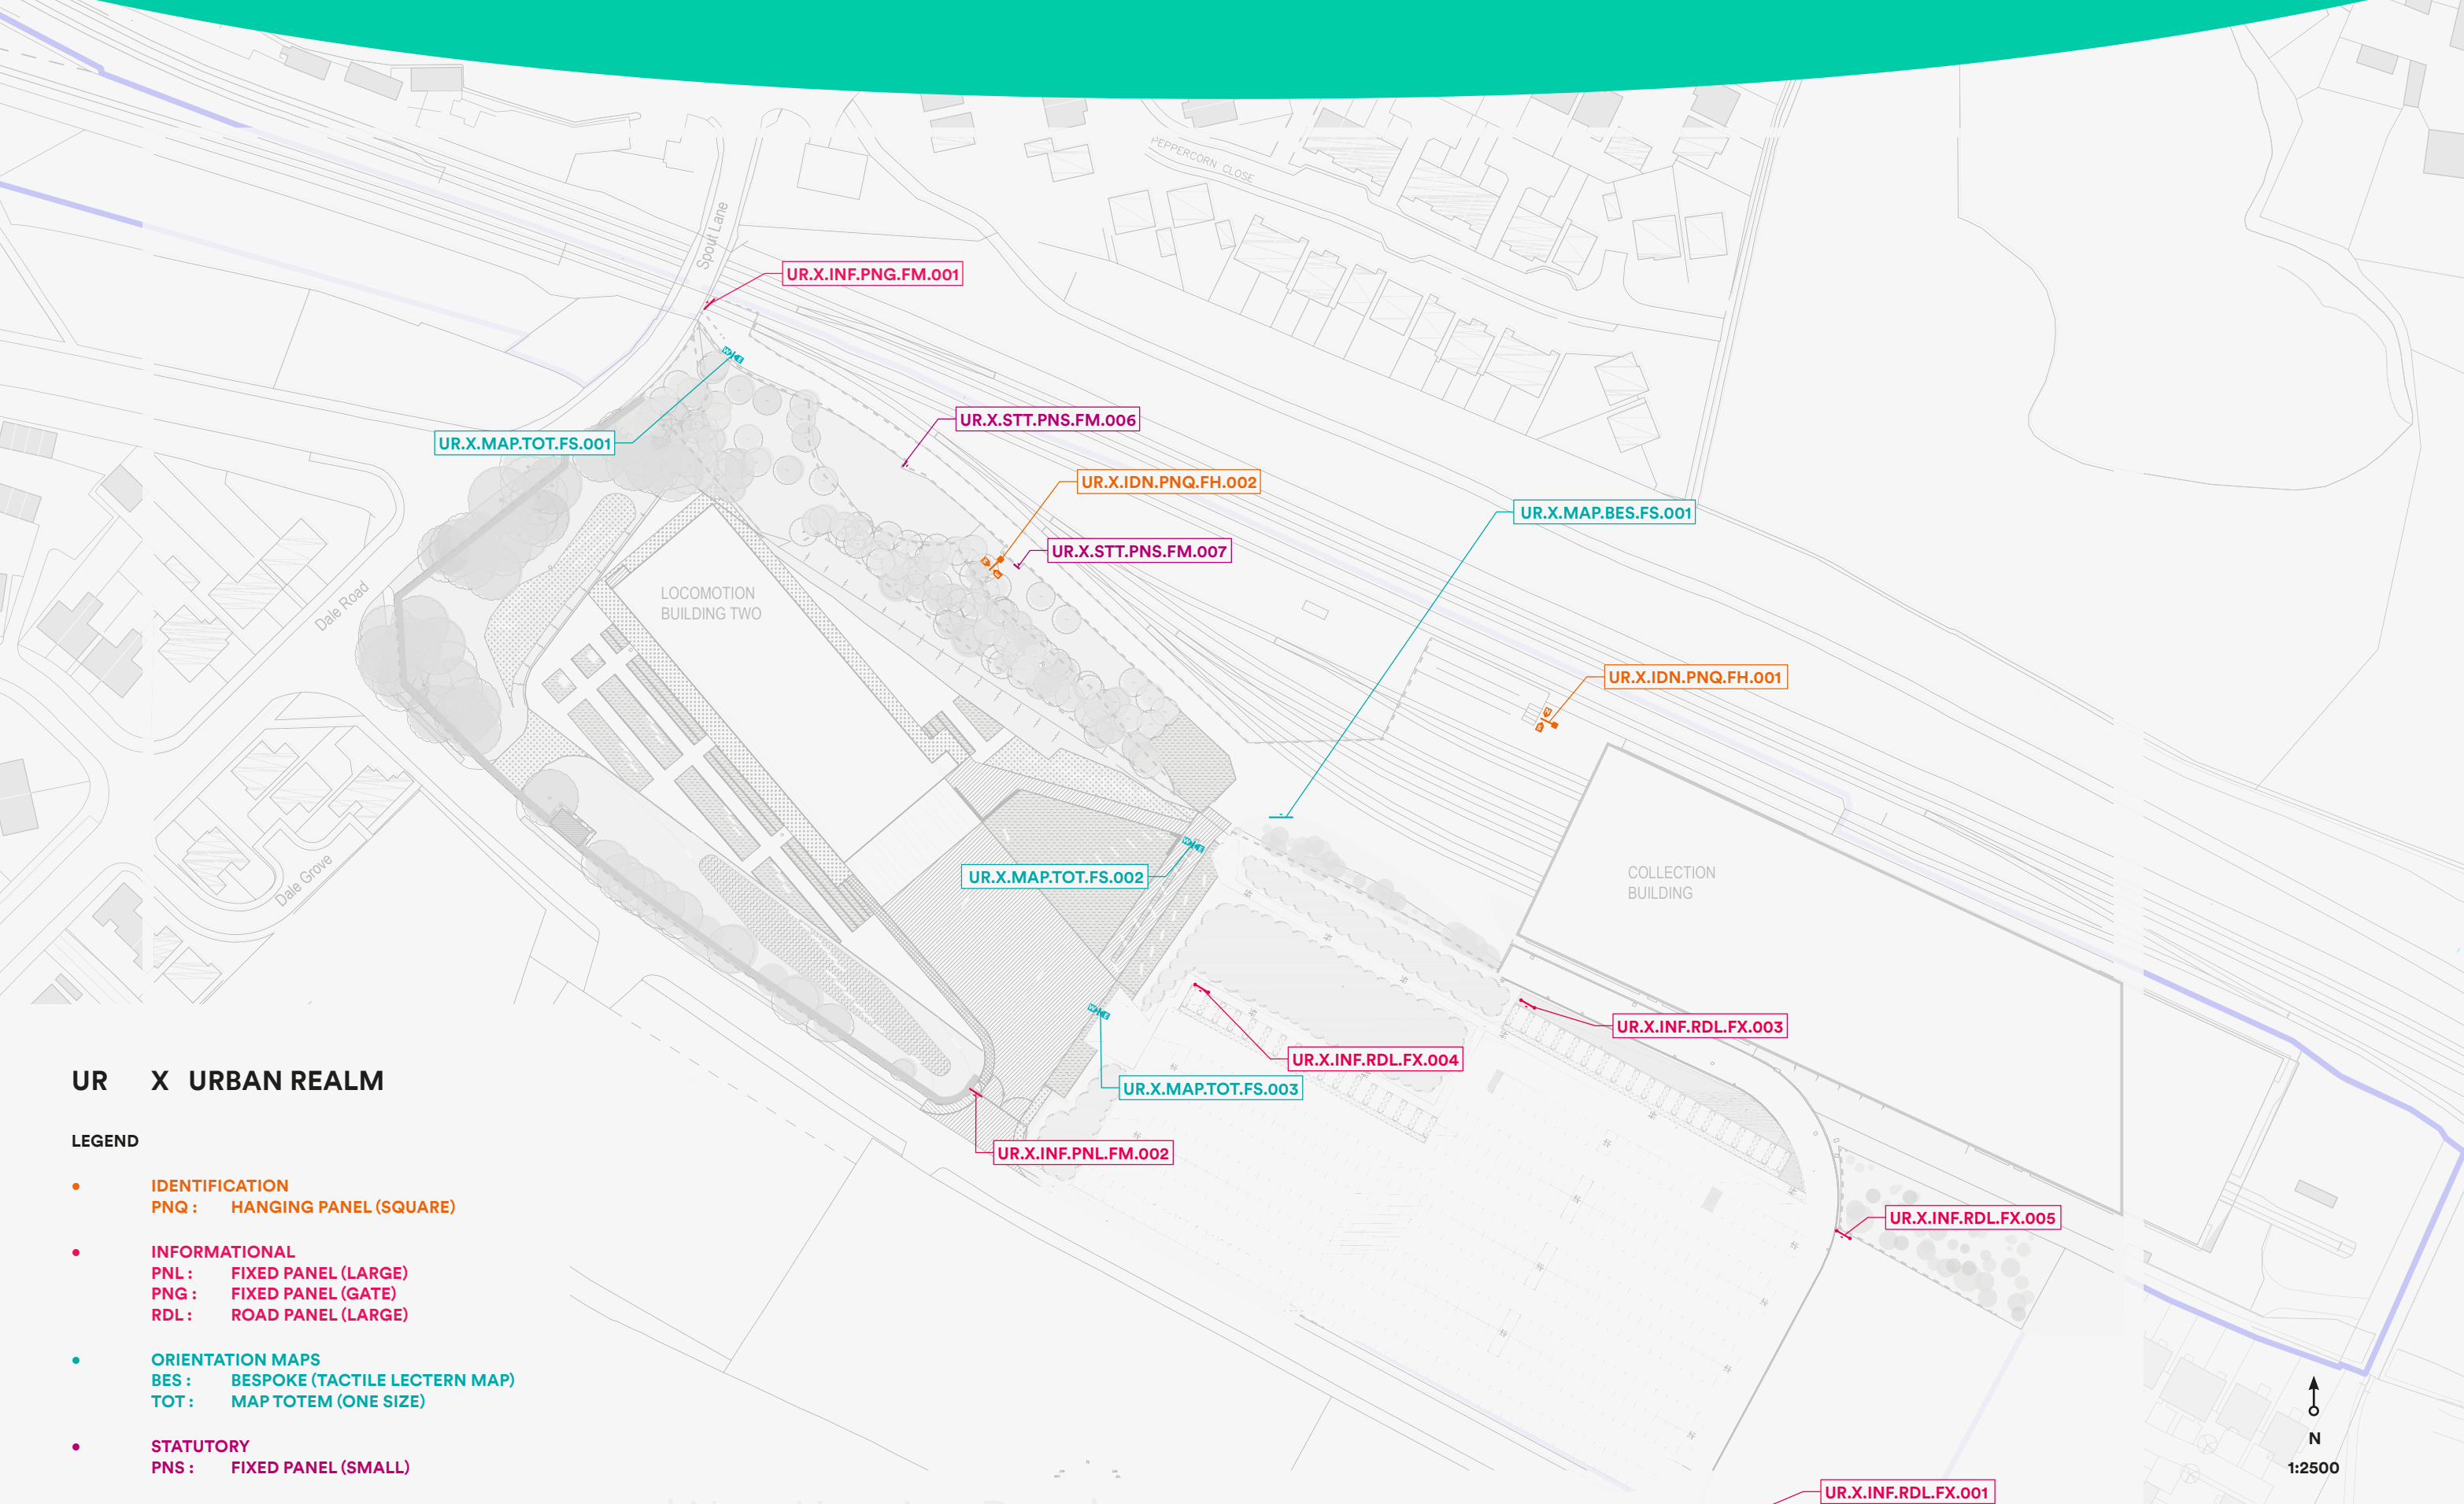 PEPPERCORN CLOSE
Spout Lane
UR.X.INF.PNG.FM.001
UR.X.STT.PNS.FM.006
UR.X.MAP.TOT.FS.001
UR.X.IDN.PNQ.FH.002
UR.X.MAP.BES.FS.001
UR.X.STT.PNS.FM.007
LOCOMOTION
BUILDING TWO
Dale Road
UR.X.IDN.PNQ.FH.001
COLLECTION
BUILDING
UR.X.MAP.TOT.FS.002
Dale Grove
UR.X.INF.RDL.FX.003
UR.X.INF.RDL.FX.004
UR.X.MAP.TOT.FS.003
UR.X.INF.PNL.FM.002
UR.X.INF.RDL.FX.005
UR X URBAN REALM
LEGEND
IDENTIFICATION
PNQ : HANGING PANEL (SQUARE)
INFORMATIONAL
PNL : FIXED PANEL (LARGE)
PNG : FIXED PANEL (GATE)
RDL : ROAD PANEL (LARGE)
ORIENTATION MAPS
BES : BESPOKE (TACTILE LECTERN MAP)
TOT : MAP TOTEM (ONE SIZE)
STATUTORY
PNS : FIXED PANEL (SMALL)
N
1:2500
UR.X.INF.RDL.FX.001